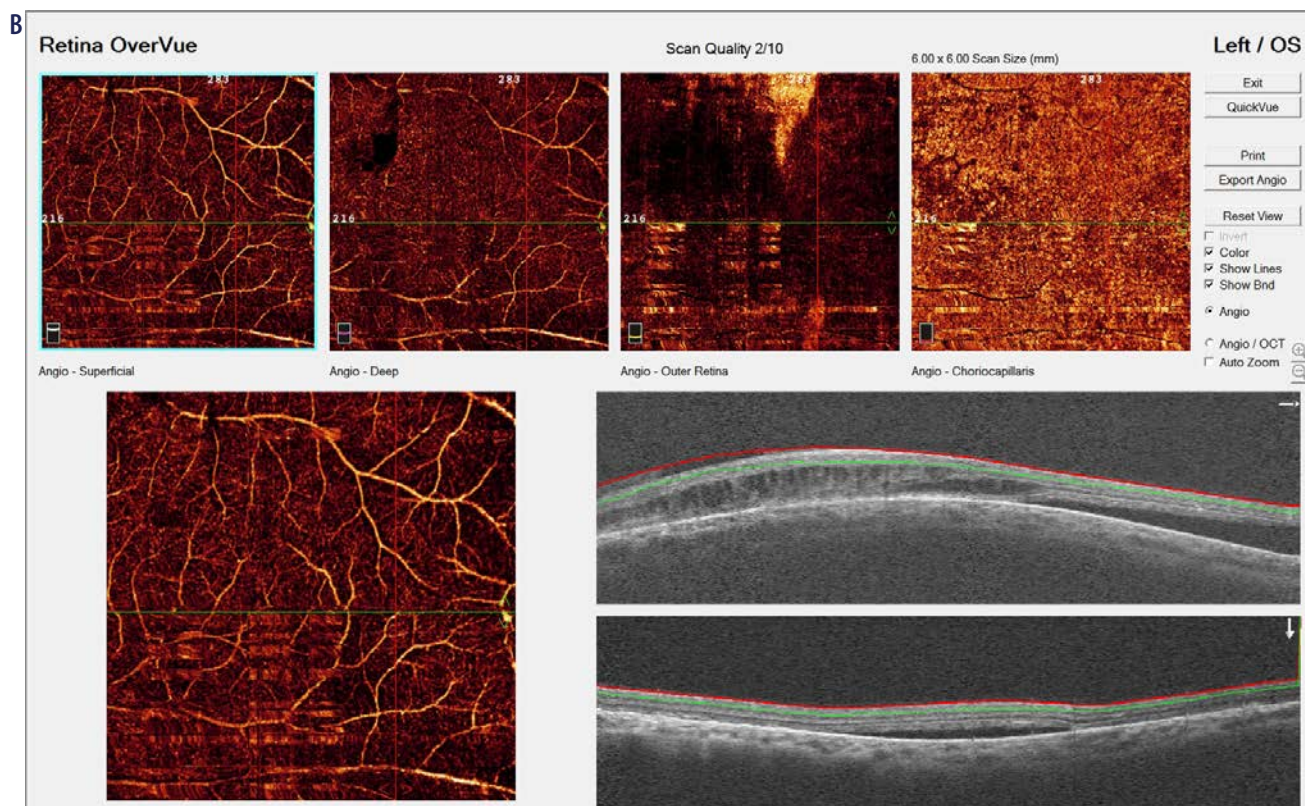 B
Retina OverVue
Scan Quality 2/10
6.00 x 6.00 Scan Size (mm)
Left / OS
283
283
283
283
216
216
216
216
Exit
QuickVue
Print
Export Angio
Reset View
Invert
Color
Show Lines
Show Bnd
Angio
Angio / OCT
Auto Zoom
Angio - Superficial
Angio - Deep
Angio - Outer Retina
Angio - Choriocapillaris